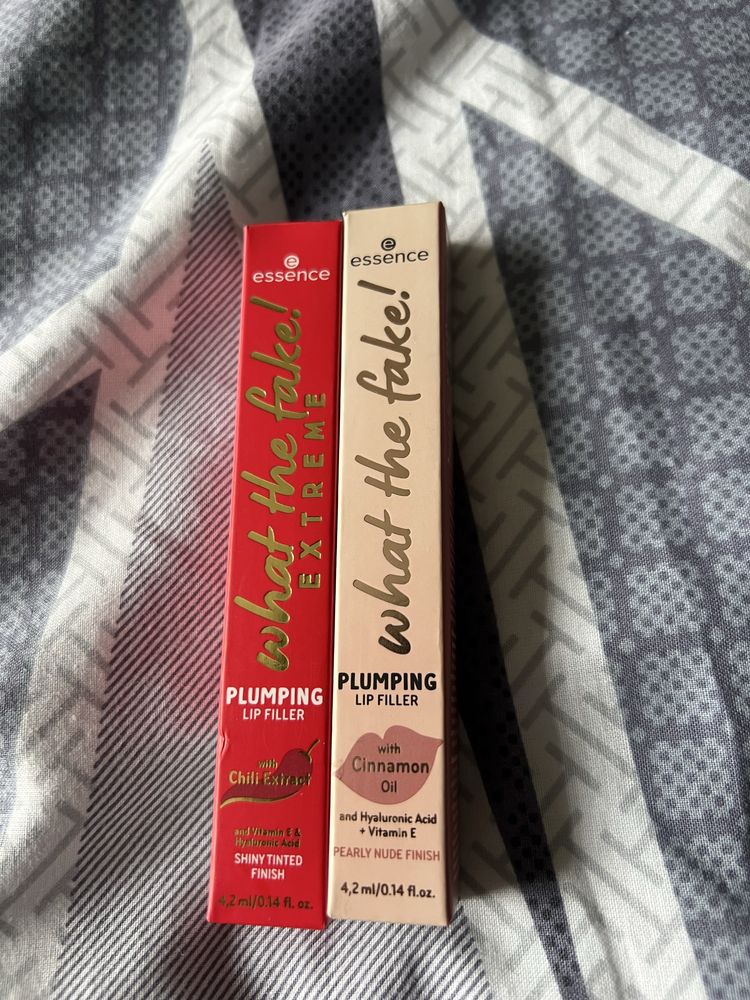 essence
what the fake!
EXTREME
PLUMPING
LIP FILLER
with
Chili Extract
and Vitamin E &
Hyaluronic Acid
SHINY TINTED
FINISH
4,2 ml/0.14 fl. oz.
essence
what the fake!
PLUMPING
LIP FILLER
with
Cinnamon
Oil
and Hyaluronic Acid
+ Vitamin E
PEARLY NUDE FINISH
4,2 ml/0.14 fl.oz.